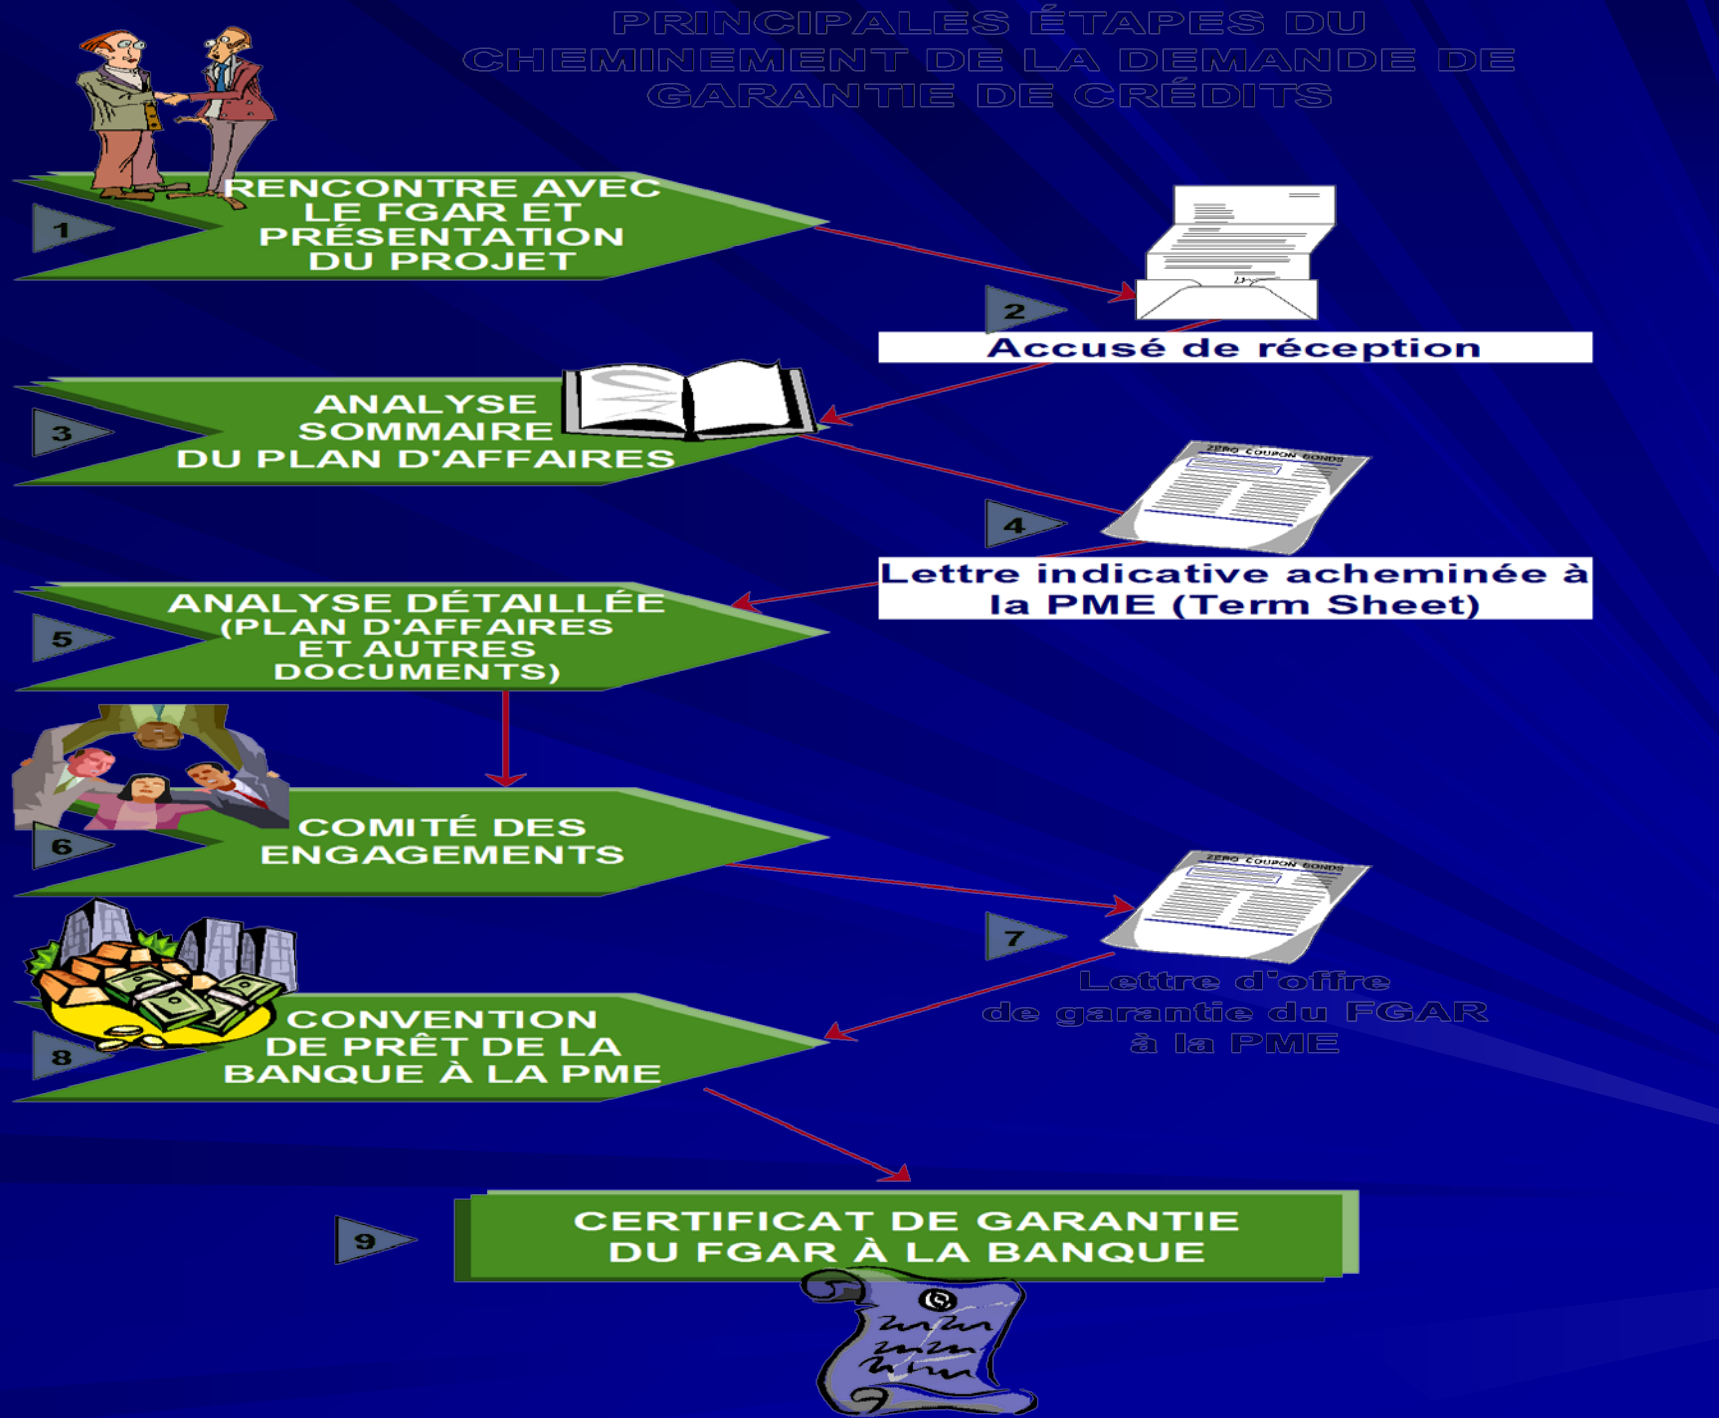 PRINCIPALES ÉTAPES DU
CHEMINEMENT DE LA DEMANDE DE
GARANTIE DE CRÉDITS
1
RENCONTRE AVEC
LE FGAR ET
PRÉSENTATION
DU PROJET
2
Accusé de réception
3
ANALYSE
SOMMAIRE
DU PLAN D'AFFAIRES
ZERO COUPON BONDS
4
Lettre indicative acheminée à
la PME (Term Sheet)
5
ANALYSE DÉTAILLÉE
(PLAN D'AFFAIRES
ET AUTRES
DOCUMENTS)
6
COMITÉ DES
ENGAGEMENTS
ZERO COUPON BONDS
7
Lettre d'offre
de garantie du FGAR
à la PME
8
CONVENTION
DE PRÊT DE LA
BANQUE À LA PME
9
CERTIFICAT DE GARANTIE
DU FGAR À LA BANQUE